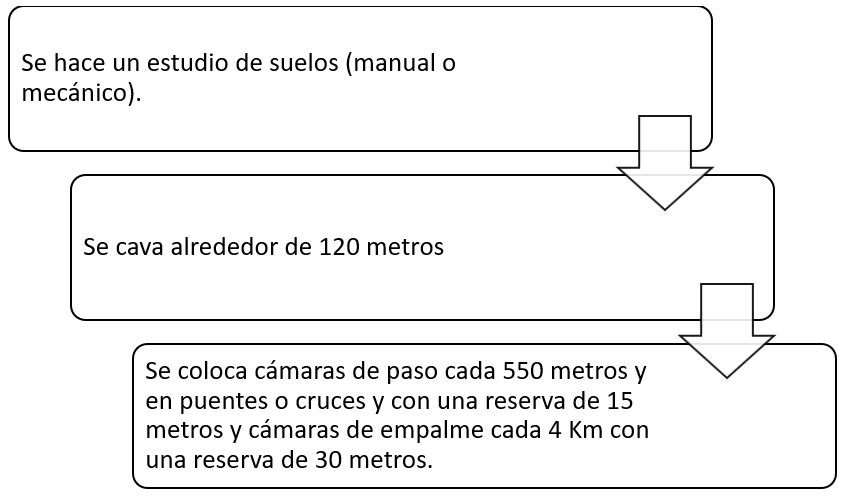 Se hace un estudio de suelos (manual o
mecánico).
Se cava alrededor de 120 metros
Se coloca cámaras de paso cada 550 metros y
en puentes o cruces y con una reserva de 15
metros y cámaras de empalme cada 4 Km con
una reserva de 30 metros.